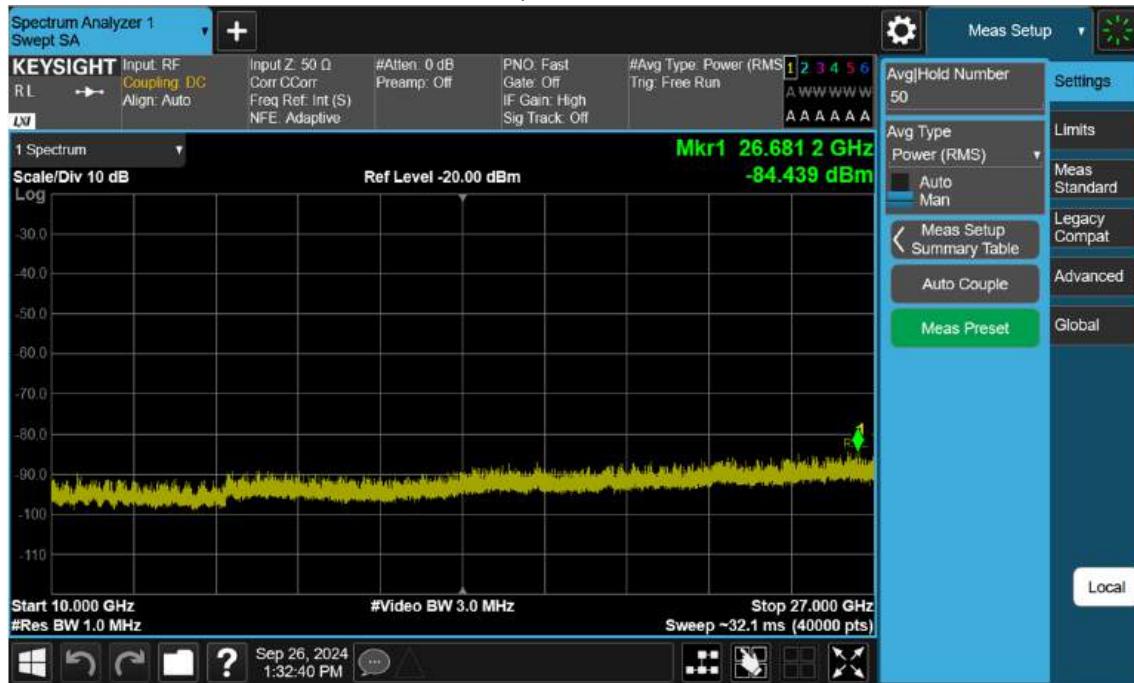 Spectrum Analyzer 1
Swept SA
+
Meas Setup
KEYSIGHT
RL
LXI
Input: RF
Coupling: DC
Align: Auto
Input Z: 50 Ω
Corr CCorr
Freq Ref: Int (S)
NFE: Adaptive
#Atten: 0 dB
Preamp: Off
PNO: Fast
Gate: Off
IF Gain: High
Sig Track: Off
#Avg Type: Power (RMS
Trig: Free Run
1 2 3 4 5 6
A W W W W W
A A A A A A
1 Spectrum
Mkr1 26.681 2 GHz
Scale/Div 10 dB
Ref Level -20.00 dBm
-84.439 dBm
Log
-30.0
-40.0
-50.0
-60.0
-70.0
-80.0
-90.0
-100
-110
1
Start 10.000 GHz
#Video BW 3.0 MHz
Stop 27.000 GHz
#Res BW 1.0 MHz
Sweep ~32.1 ms (40000 pts)
?
Sep 26, 2024
1:32:40 PM
Avg|Hold Number
50
Avg Type
Power (RMS)
Auto
Man
Meas Setup
Summary Table
Auto Couple
Meas Preset
Settings
Limits
Meas
Standard
Legacy
Compat
Advanced
Global
Local